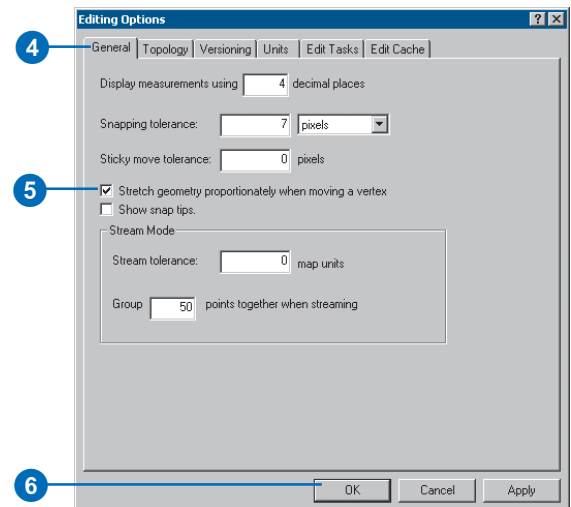 Editing Options
4
General Topology Versioning Units Edit Tasks Edit Cache
Display measurements using 4 decimal places
Snapping tolerance: 7 pixels
Sticky move tolerance: 0 pixels
5
Stretch geometry proportionately when moving a vertex
Show snap tips.
Stream Mode
Stream tolerance: 0 map units
Group 50 points together when streaming
6
OK Cancel Apply